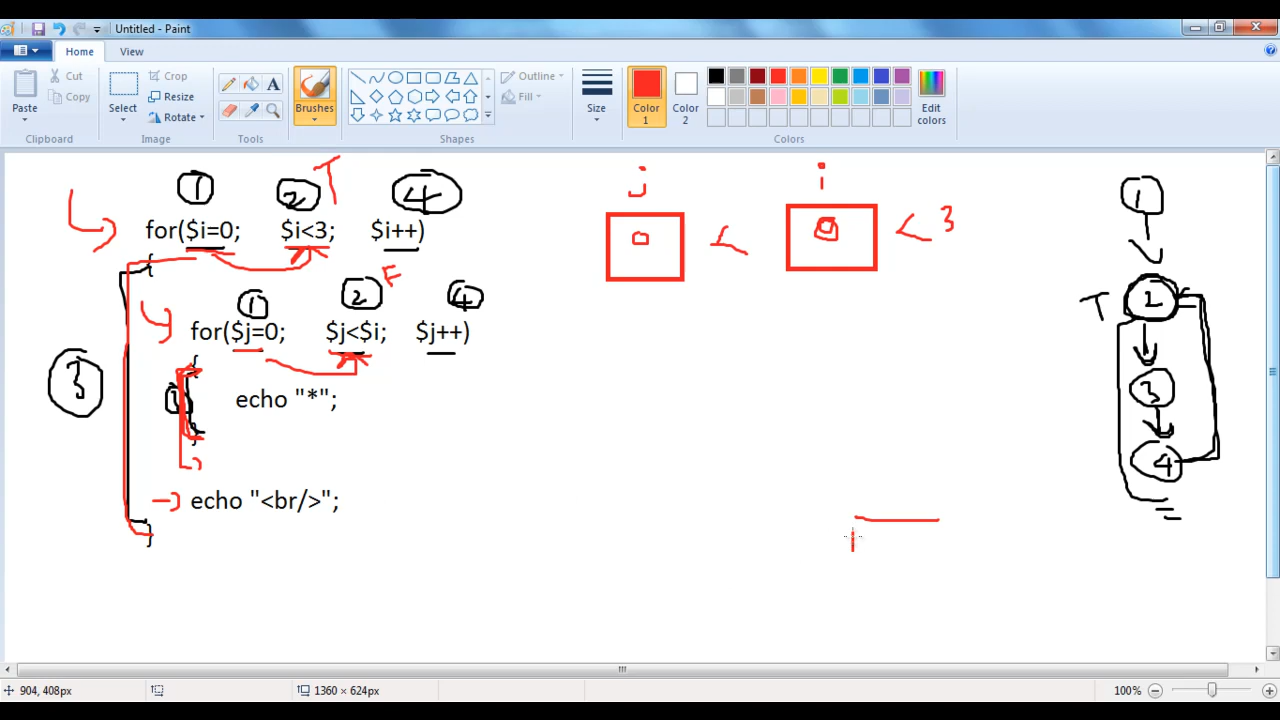 Untitled - Paint
Home View
Paste
Cut
Copy
Clipboard
Select
Crop
Resize
Rotate
Image
A
Tools
Brushes
Outline
Fill
Shapes
Size
Color 1
Color 2
Edit colors
Colors
1 2 T 4
for($i=0; $i<3; $i++)
{
1 2 F 4
for($j=0; $j<$i; $j++)
{
3
echo "*";
}
3
echo "<br/>";
}
j i
0 < 0 < 3
1
T 2
3
4
904, 408px
1360 × 624px
100%